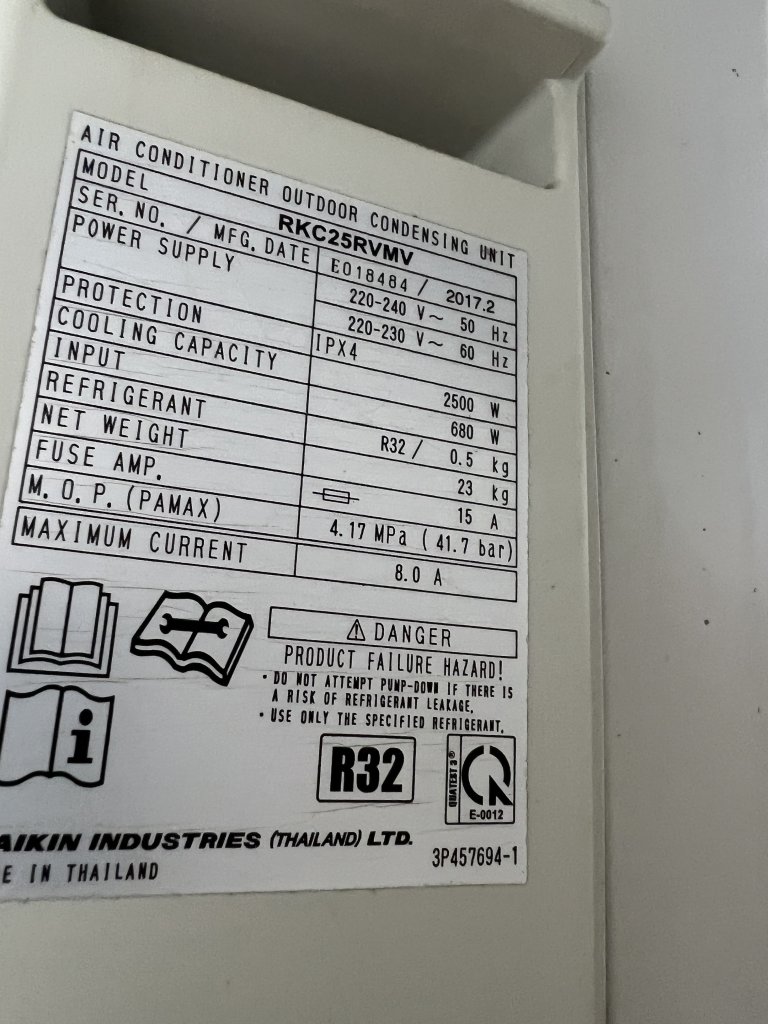 AIR CONDITIONER OUTDOOR CONDENSING UNIT
MODEL RKC25RVMV
SER. NO. / MFG. DATE E018484 / 2017.2
POWER SUPPLY 220-240 V~ 50 Hz
220-230 V~ 60 Hz
PROTECTION IPX4
COOLING CAPACITY 2500 W
INPUT 680 W
REFRIGERANT R32 / 0.5 kg
NET WEIGHT 23 kg
FUSE AMP. 15 A
M. O. P. (PAMAX) 4.17 MPa ( 41.7 bar)
MAXIMUM CURRENT 8.0 A
⚠ DANGER
PRODUCT FAILURE HAZARD!
• DO NOT ATTEMPT PUMP-DOWN IF THERE IS
A RISK OF REFRIGERANT LEAKAGE.
• USE ONLY THE SPECIFIED REFRIGERANT.
i
R32
QUATEST 3®
E-0012
AIKIN INDUSTRIES (THAILAND) LTD.
E IN THAILAND
3P457694-1